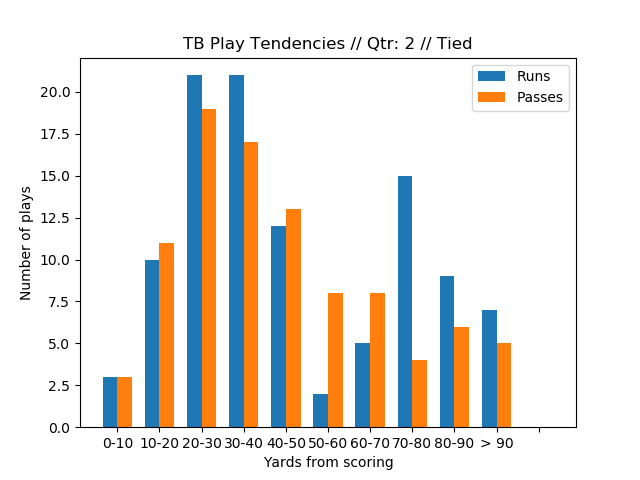 TB Play Tendencies // Qtr: 2 // Tied
Runs
Passes
Number of plays
20.0
17.5
15.0
12.5
10.0
7.5
5.0
2.5
0.0
0-10 10-20 20-30 30-40 40-50 50-60 60-70 70-80 80-90 > 90
Yards from scoring